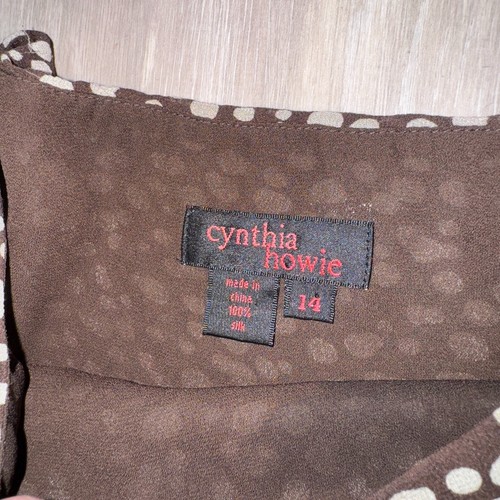 cynthia
howie
made in
china
100%
silk
14